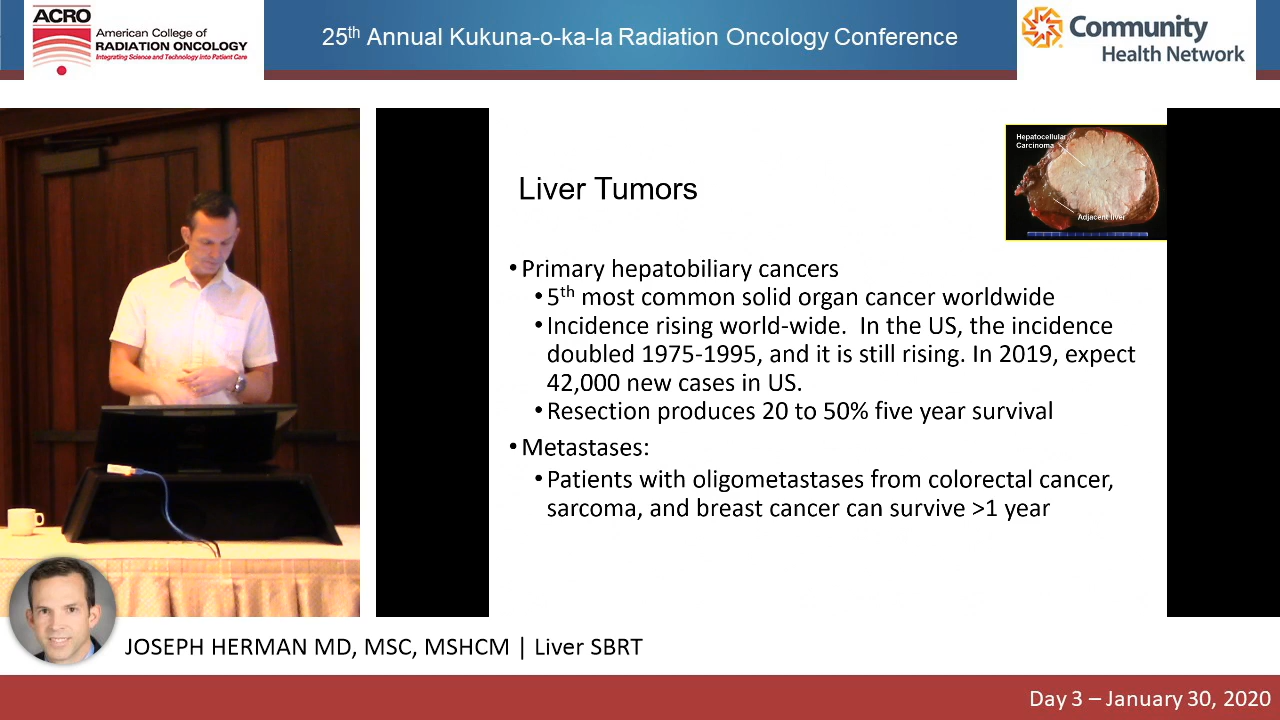 ACRO
American College of
RADIATION ONCOLOGY
Integrating Science and Technology into Patient Care
25th Annual Kukuna-o-ka-la Radiation Oncology Conference
Community
Health Network
Hepatocellular
Carcinoma
Adjacent liver
Liver Tumors
• Primary hepatobiliary cancers
• 5th most common solid organ cancer worldwide
• Incidence rising world-wide.  In the US, the incidence
doubled 1975-1995, and it is still rising. In 2019, expect
42,000 new cases in US.
• Resection produces 20 to 50% five year survival
• Metastases:
• Patients with oligometastases from colorectal cancer,
sarcoma, and breast cancer can survive >1 year
JOSEPH HERMAN MD, MSC, MSHCM | Liver SBRT
Day 3 – January 30, 2020